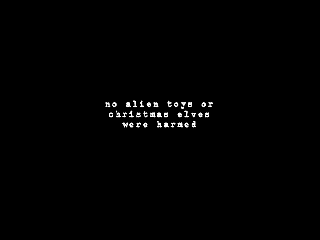 no alien toys or
christmas elves
were harmed